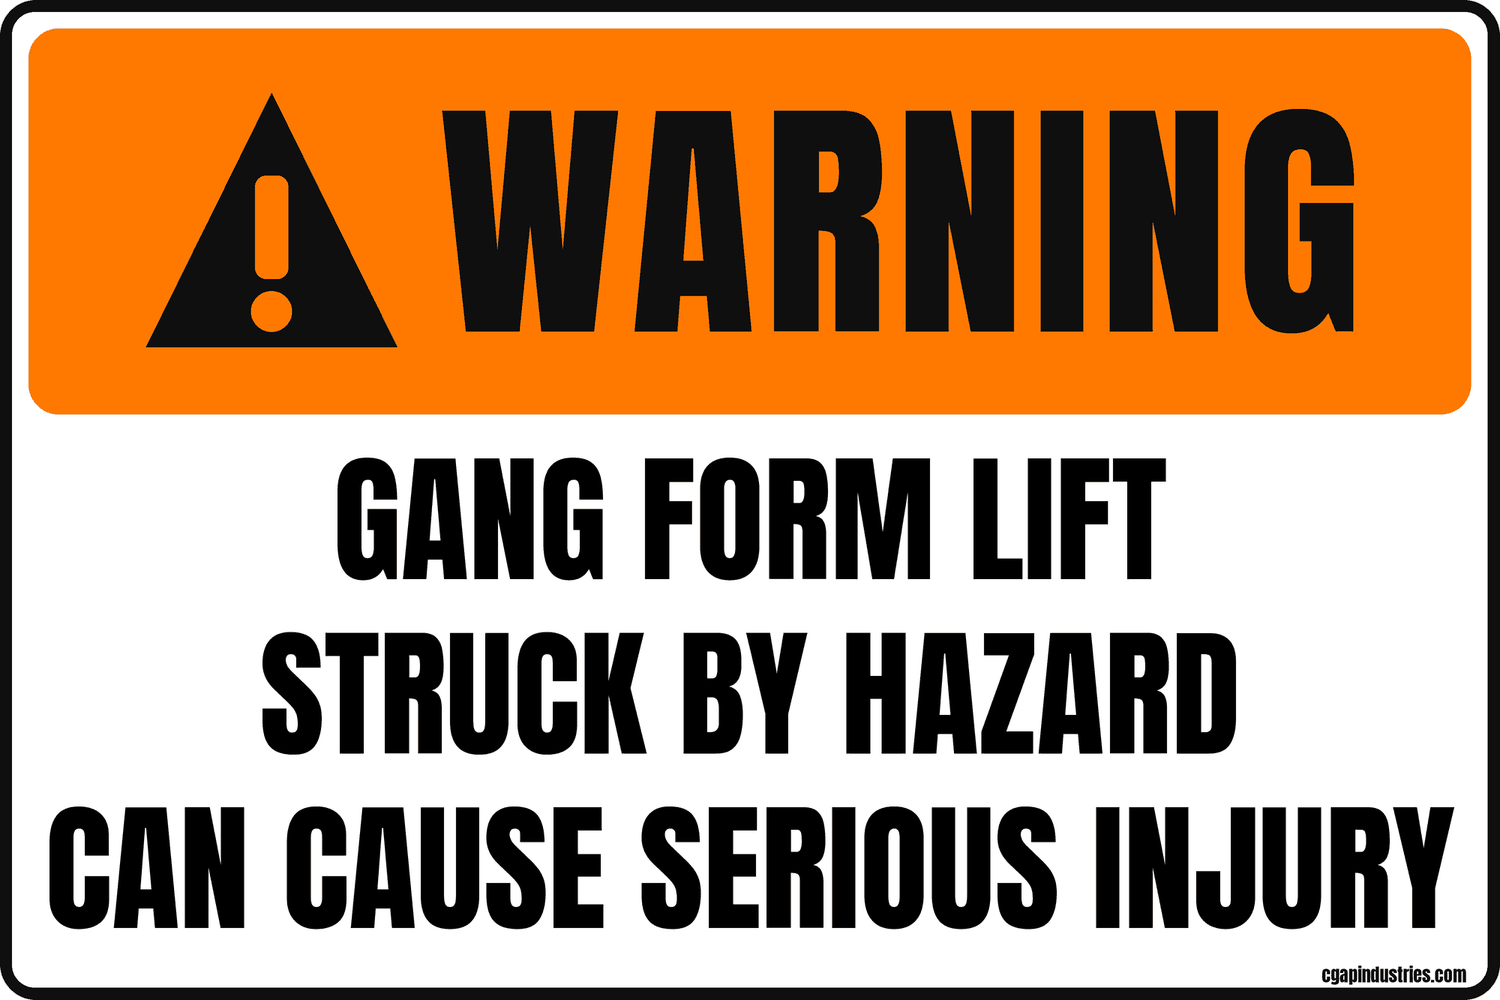 WARNING
GANG FORM LIFT
STRUCK BY HAZARD
CAN CAUSE SERIOUS INJURY
cgapindustries.com